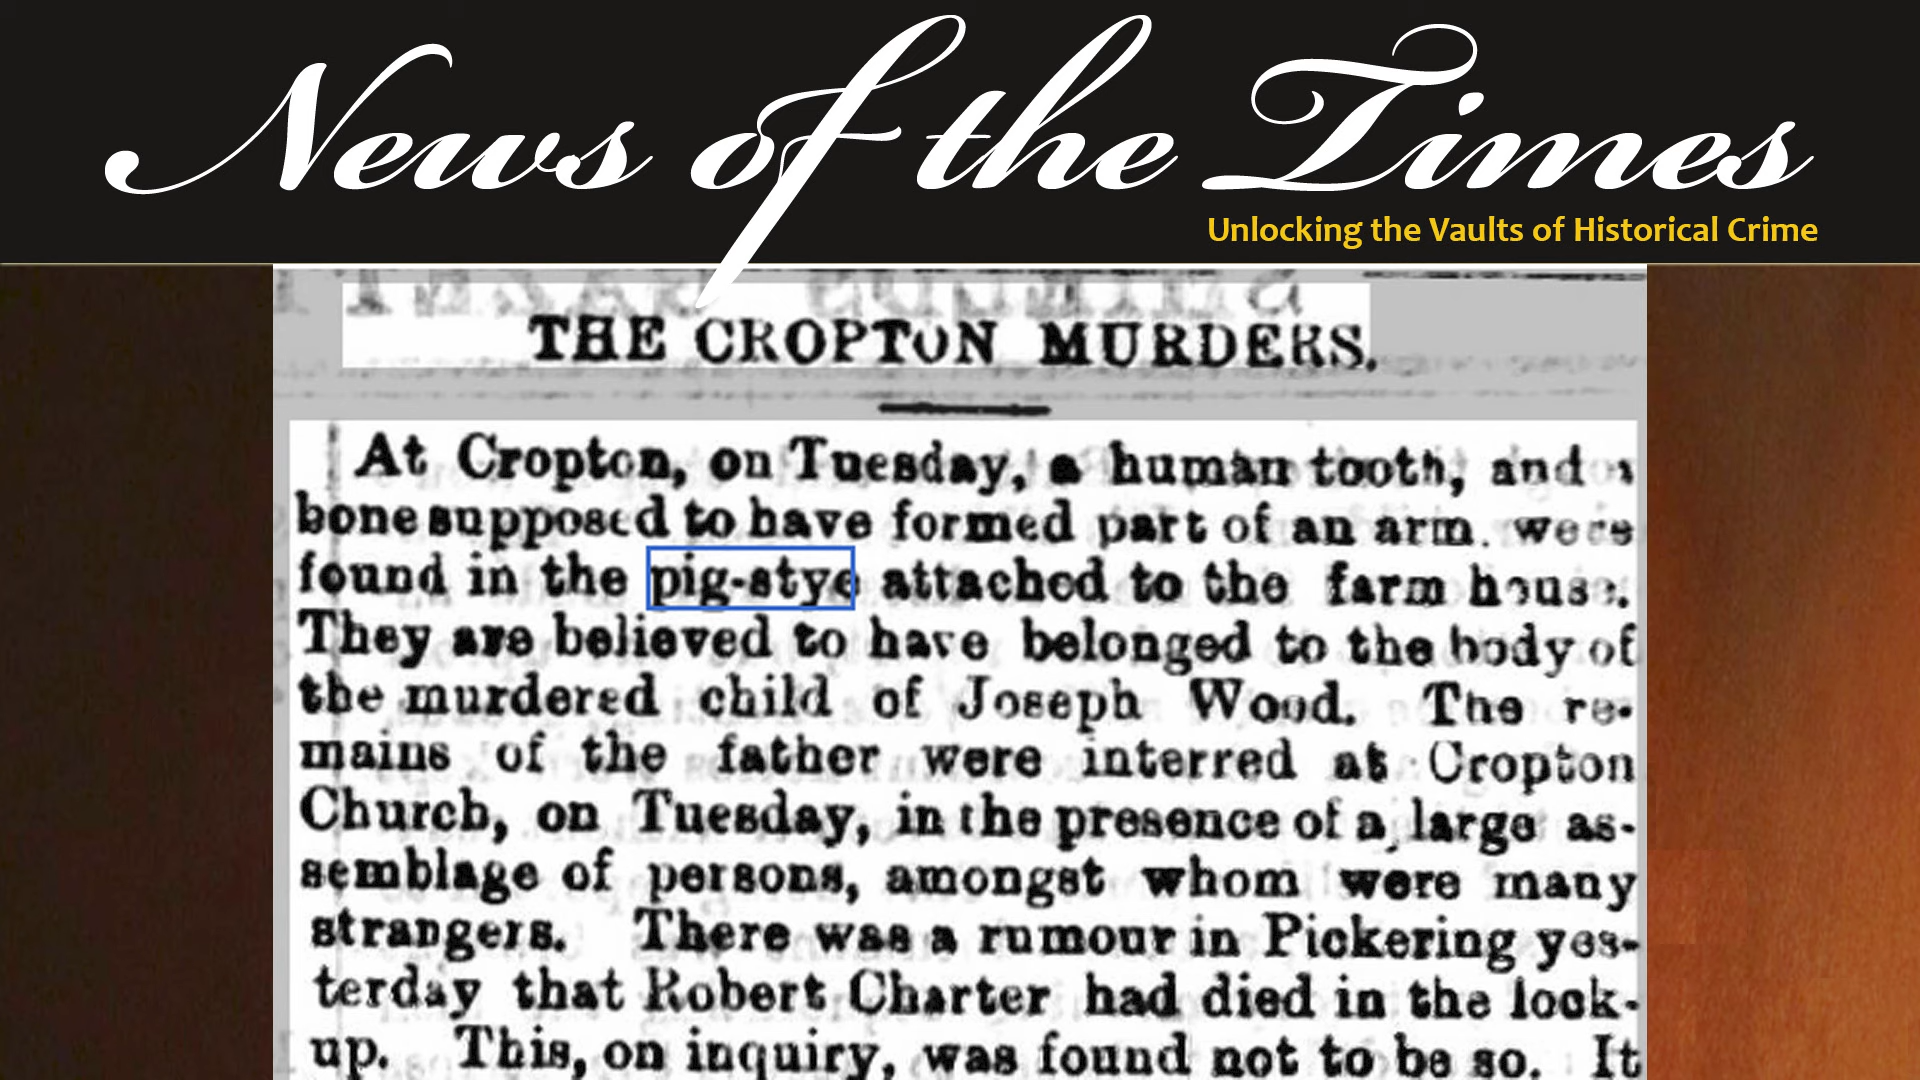 News of the Times
Unlocking the Vaults of Historical Crime
THE CROPTON MURDERS.
At Cropton, on Tuesday, a human tooth, and
bone supposed to have formed part of an arm. were
found in the pig-stye attached to the farm house.
They are believed to have belonged to the body of
the murdered child of Joseph Wood. The re-
mains of the father were interred at Cropton
Church, on Tuesday, in the presence of a large as-
semblage of persons, amongst whom were many
strangers. There was a rumour in Pickering yes-
terday that Robert Charter had died in the lock-
up. This, on inquiry, was found not to be so. It